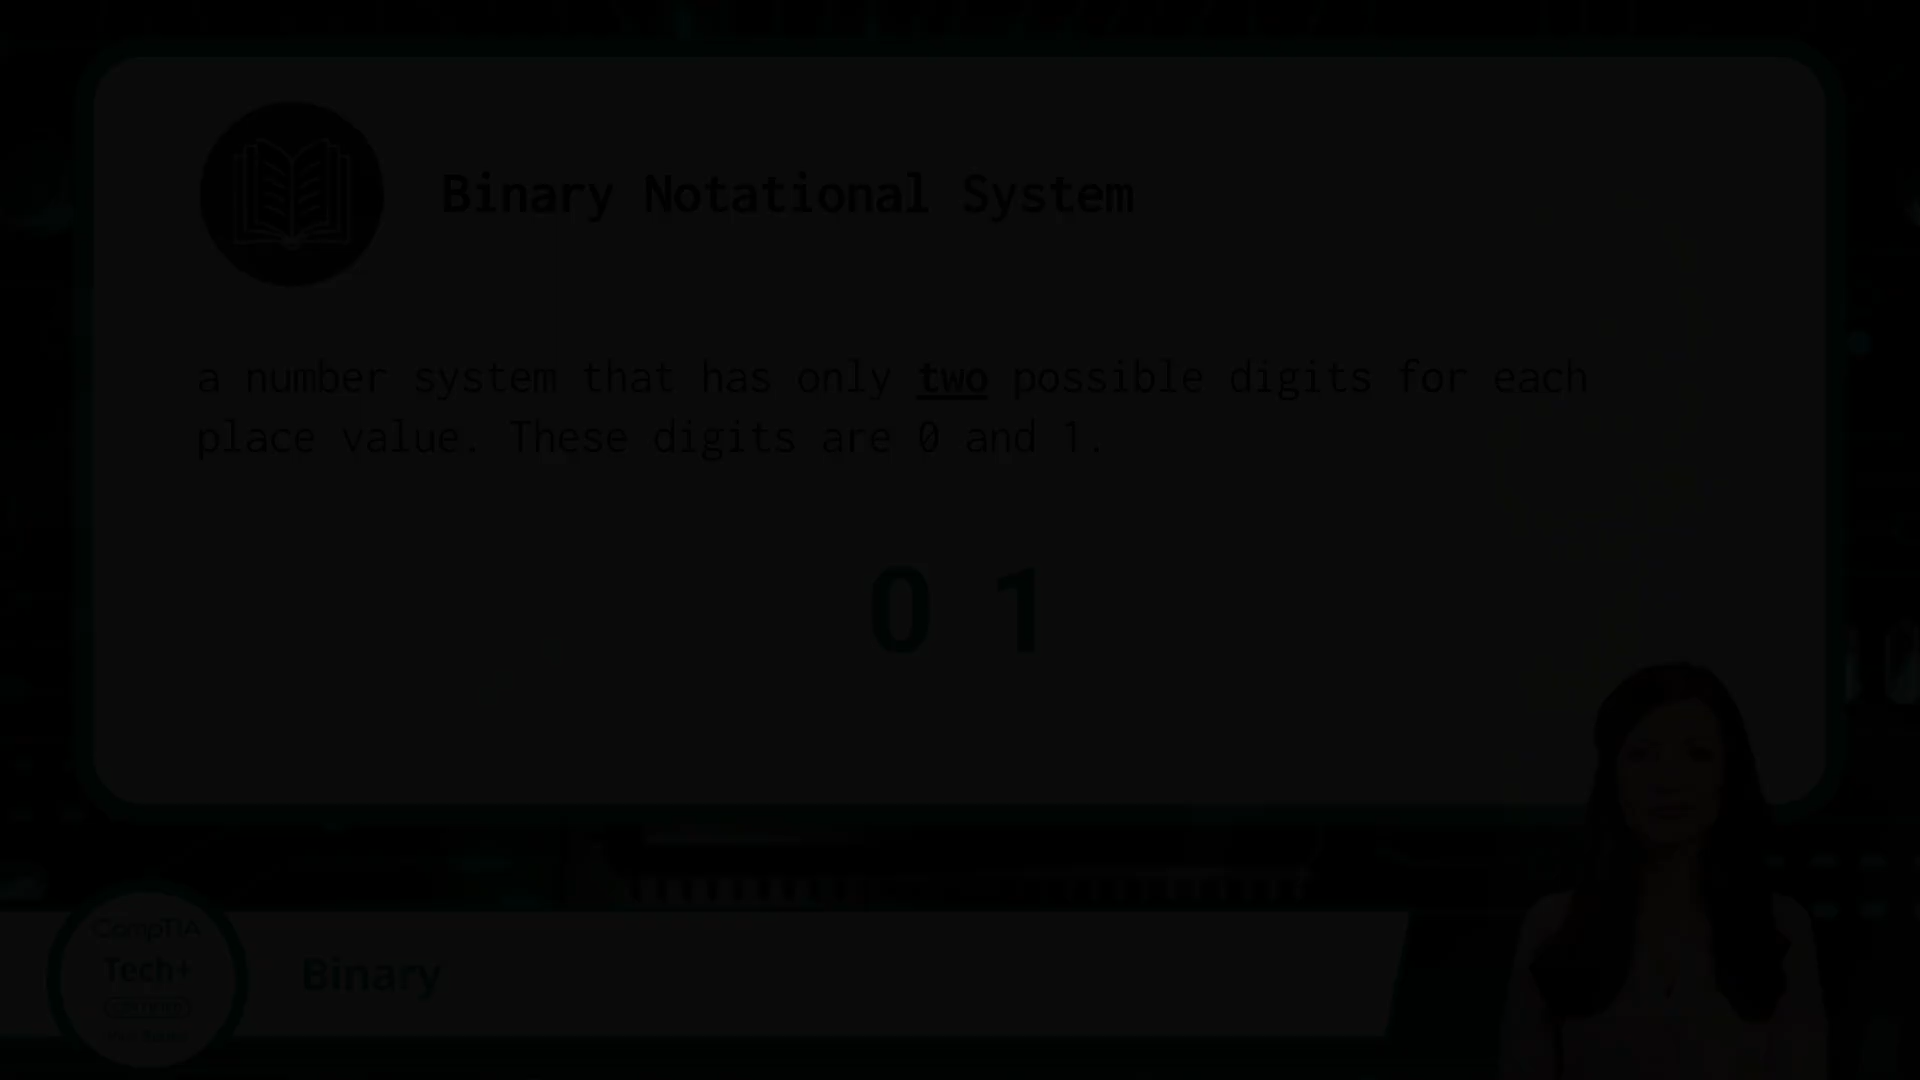 Binary Notational System
a number system that has only two possible digits for each
place value. These digits are 0 and 1.
0 1
CompTIA
Tech+
Binary